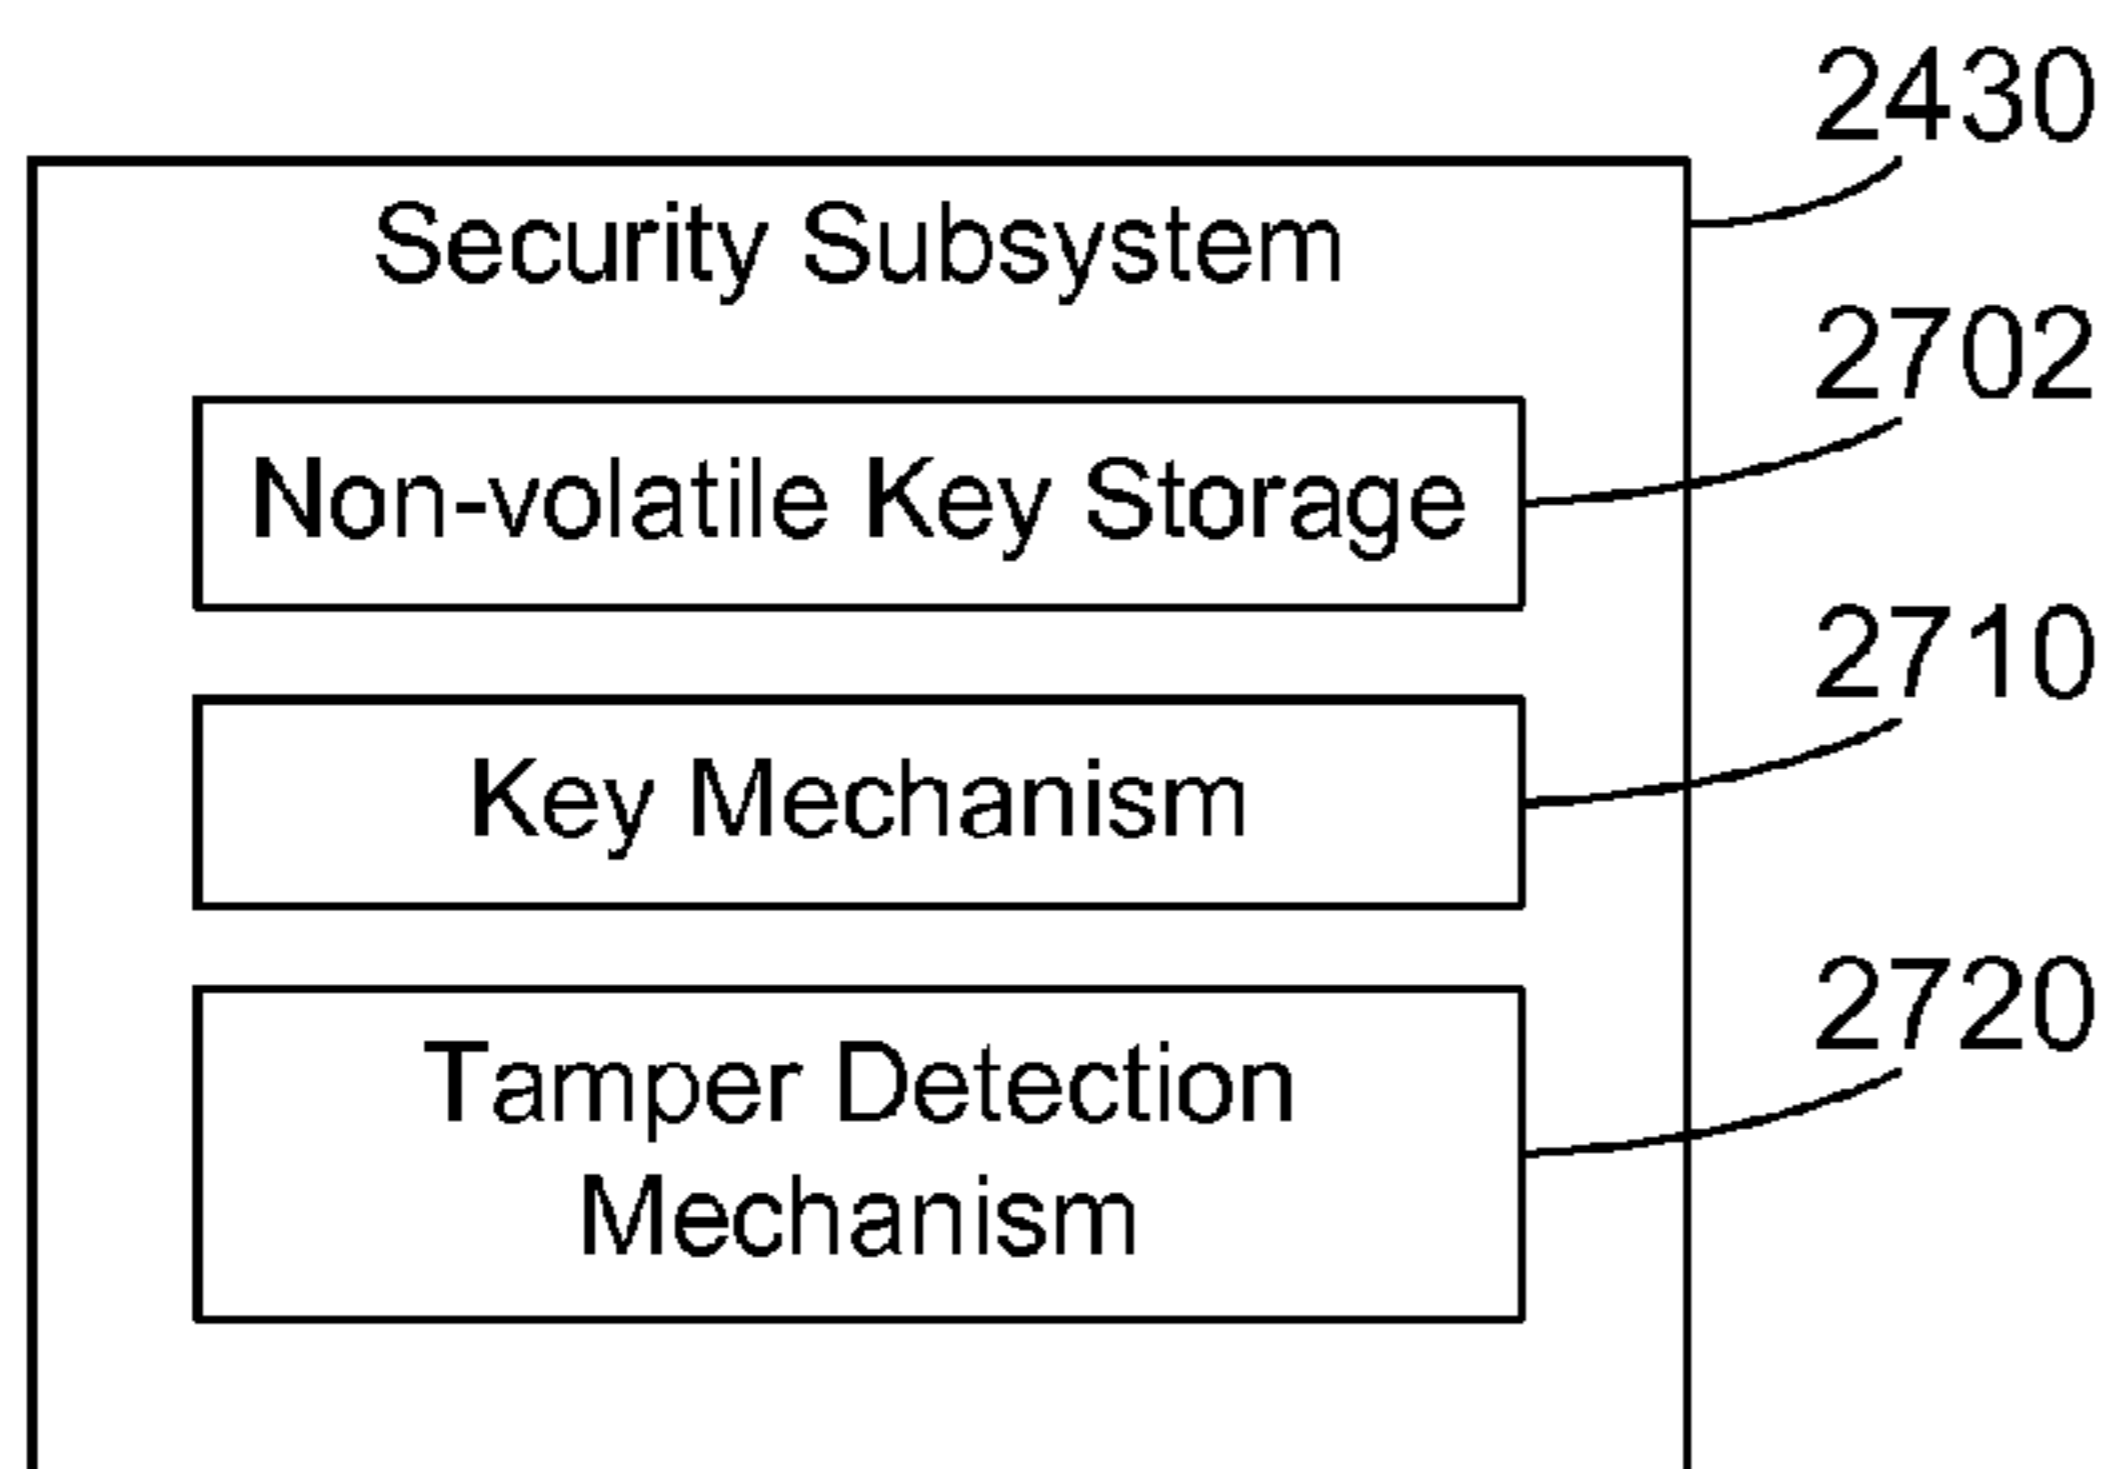 2430
Security Subsystem
2702
Non-volatile Key Storage
2710
Key Mechanism
2720
Tamper Detection
Mechanism